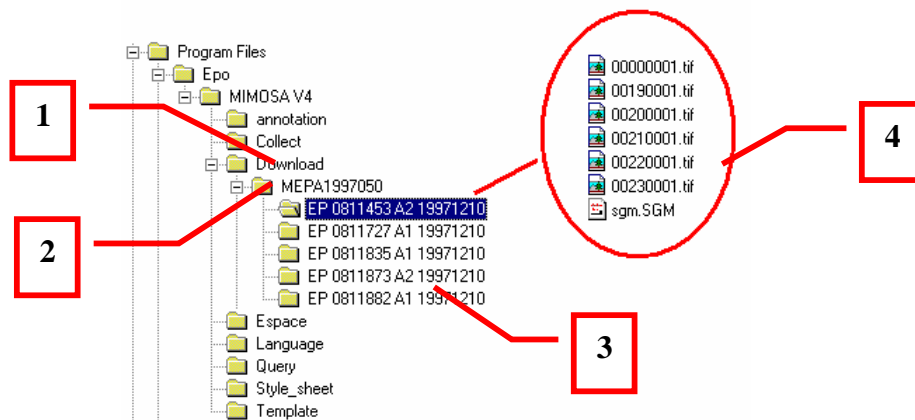 Program Files
Epo
MIMOSA V4
annotation
Collect
Download
MEPA1997050
EP 0811453 A2 19971210
EP 0811727 A1 19971210
EP 0811835 A1 19971210
EP 0811873 A2 19971210
EP 0811882 A1 19971210
Espace
Language
Query
Style_sheet
Template
00000001.tif
00190001.tif
00200001.tif
00210001.tif
00220001.tif
00230001.tif
sgm.SGM
1
2
3
4